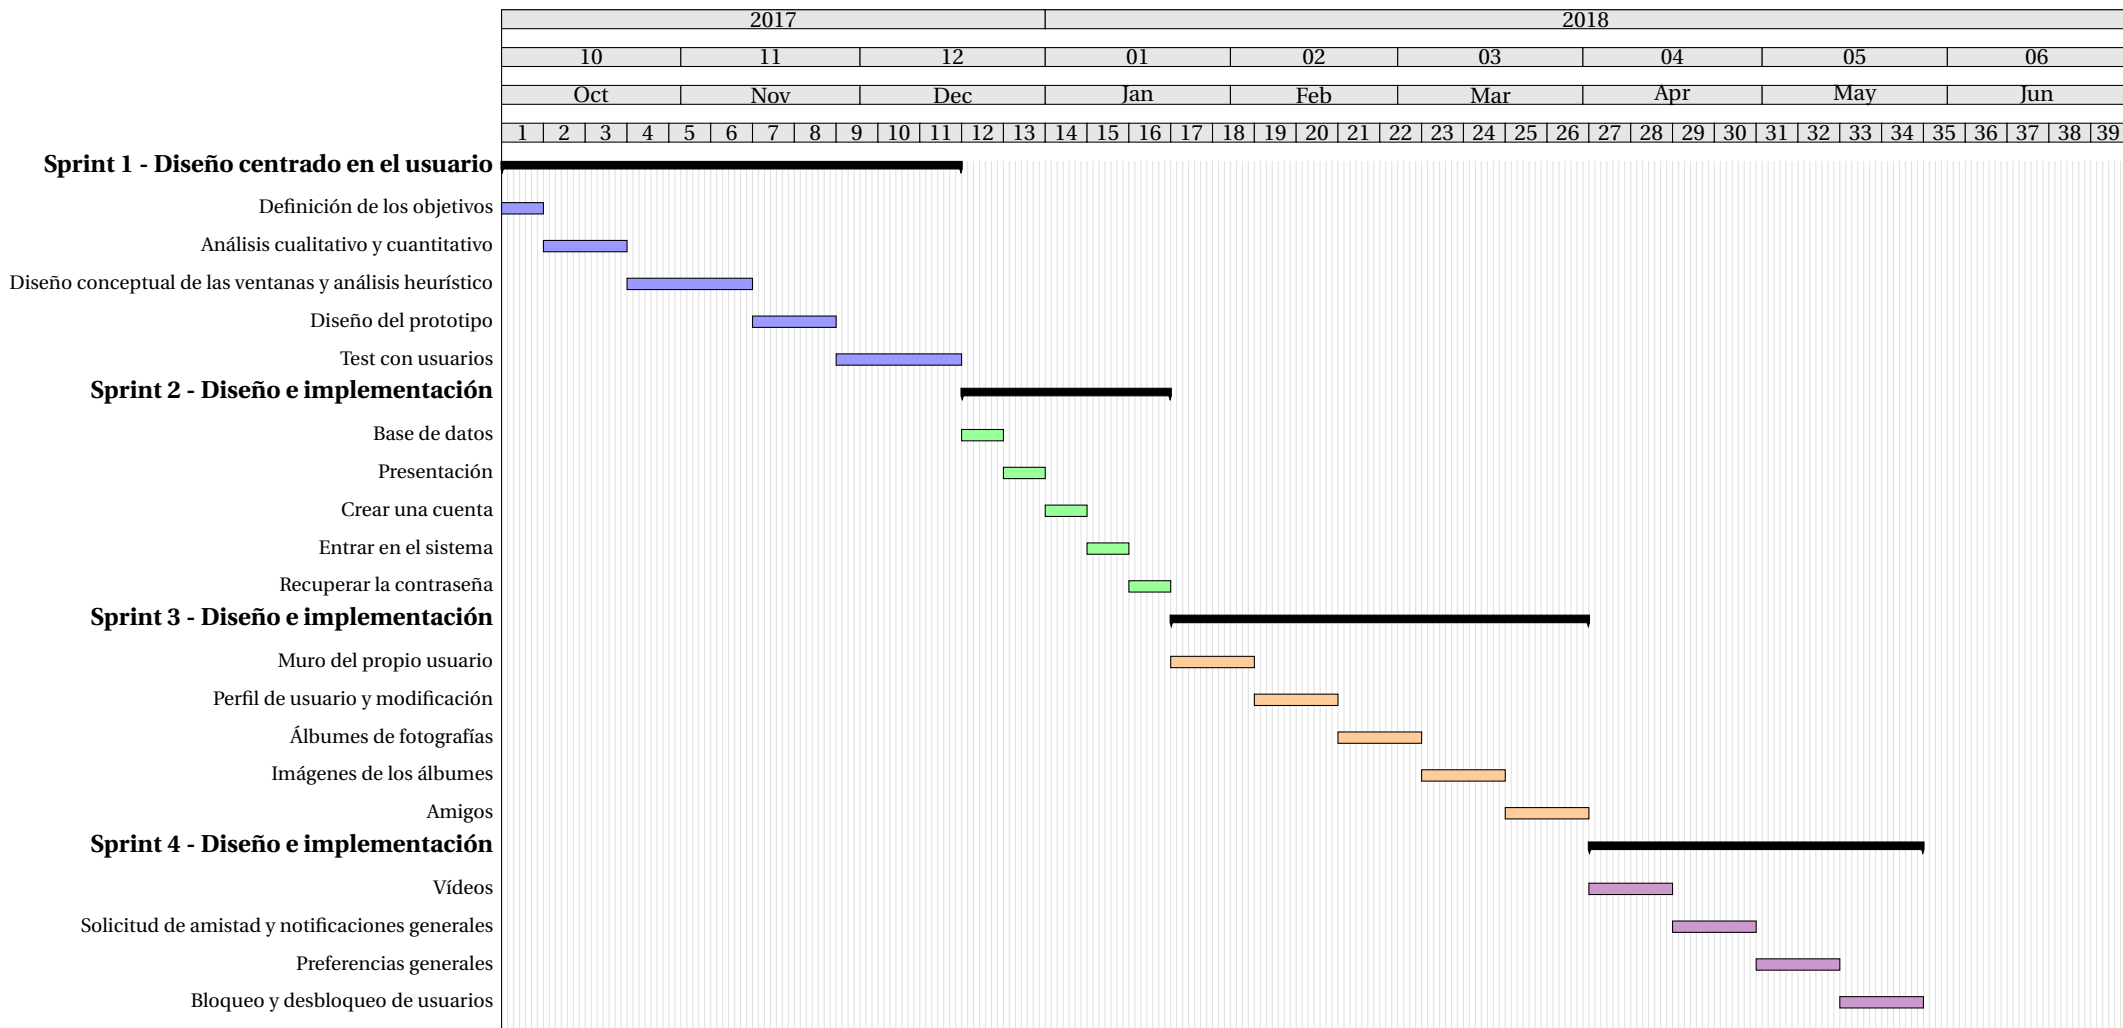 2017 2018
10 11 12 01 02 03 04 05 06
Oct Nov Dec Jan Feb Mar Apr May Jun
1 2 3 4 5 6 7 8 9 10 11 12 13 14 15 16 17 18 19 20 21 22 23 24 25 26 27 28 29 30 31 32 33 34 35 36 37 38 39
Sprint 1 - Diseño centrado en el usuario
Definición de los objetivos
Análisis cualitativo y cuantitativo
Diseño conceptual de las ventanas y análisis heurístico
Diseño del prototipo
Test con usuarios
Sprint 2 - Diseño e implementación
Base de datos
Presentación
Crear una cuenta
Entrar en el sistema
Recuperar la contraseña
Sprint 3 - Diseño e implementación
Muro del propio usuario
Perfil de usuario y modificación
Álbumes de fotografías
Imágenes de los álbumes
Amigos
Sprint 4 - Diseño e implementación
Vídeos
Solicitud de amistad y notificaciones generales
Preferencias generales
Bloqueo y desbloqueo de usuarios